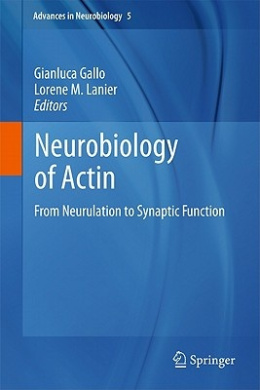 Advances in Neurobiology 5
Gianluca Gallo
Lorene M. Lanier
Editors
Neurobiology
of Actin
From Neurulation to Synaptic Function
Springer